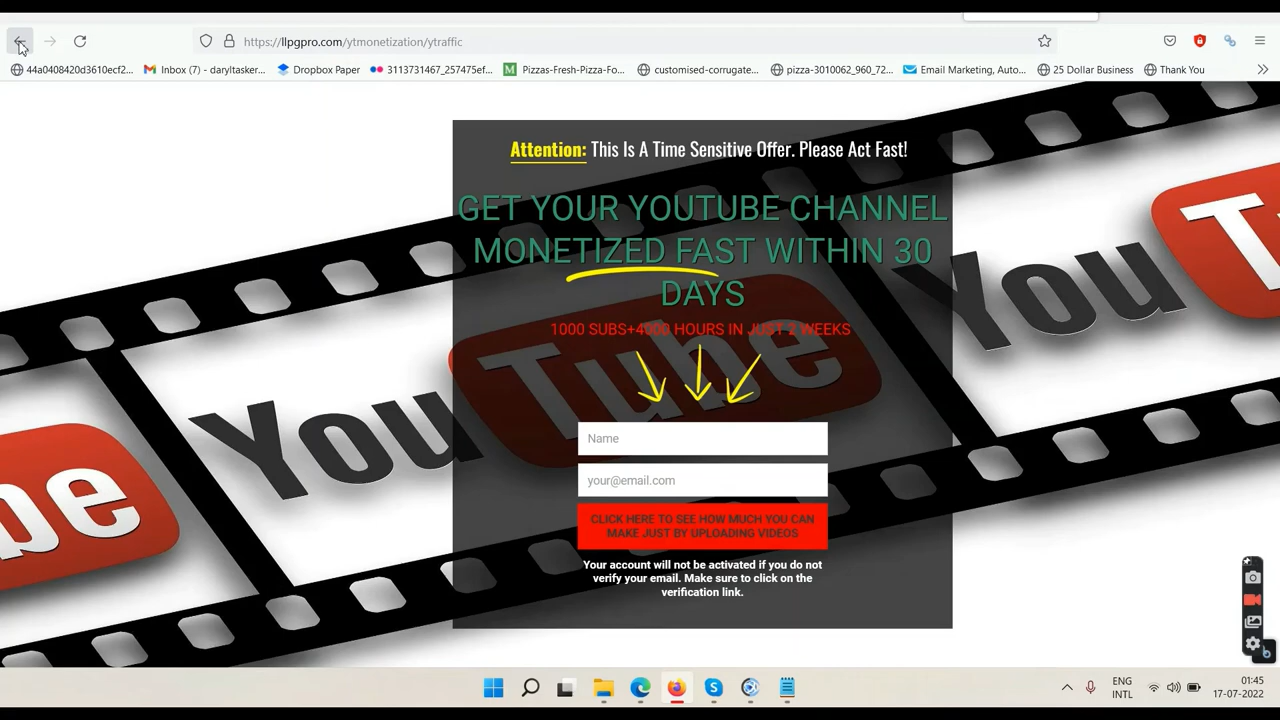 https://llpgpro.com/ytmonetization/ytraffic
44a0408420d3610ecf2... Inbox (7) - daryltasker... Dropbox Paper 3113731467_257475ef... Pizzas-Fresh-Pizza-Fo... customised-corrugate... pizza-3010062_960_72... Email Marketing, Auto... 25 Dollar Business Thank You
Attention: This Is A Time Sensitive Offer. Please Act Fast!
GET YOUR YOUTUBE CHANNEL
MONETIZED FAST WITHIN 30
DAYS
1000 SUBS+4000 HOURS IN JUST 2 WEEKS
You Tube
You T
be
Name
your@email.com
CLICK HERE TO SEE HOW MUCH YOU CAN
MAKE JUST BY UPLOADING VIDEOS
Your account will not be activated if you do not
verify your email. Make sure to click on the
verification link.
ENG
INTL
01:45
17-07-2022